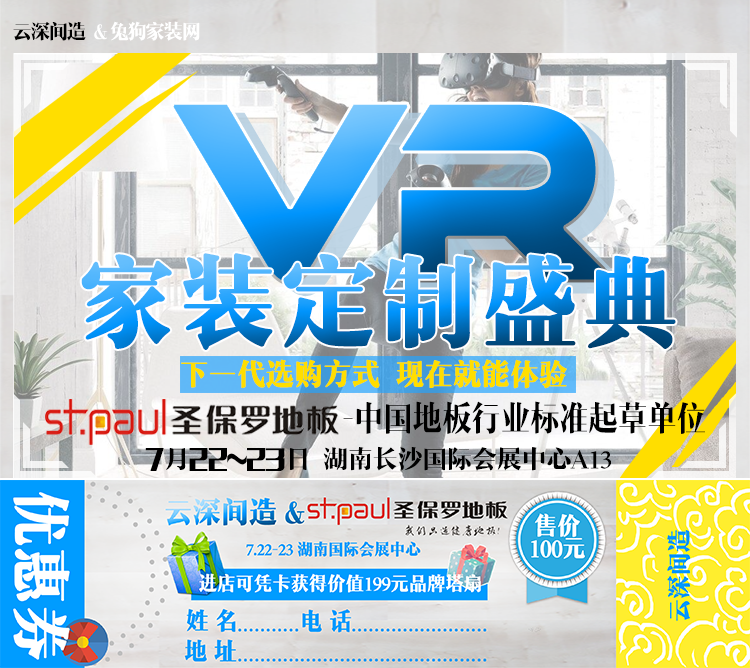 云深间造 & 兔狗家装网
VR
家装定制盛典
下一代选购方式 现在就能体验
st.paul圣保罗地板-中国地板行业标准起草单位
7月22~23日 湖南长沙国际会展中心A13
优惠券
云深间造 & st.paul圣保罗地板
我们只造健康地板!
7.22-23 湖南国际会展中心
进店可凭卡获得价值199元品牌塔扇
姓名...........电话.......................
地址..........................................
售价
100元
云深间造